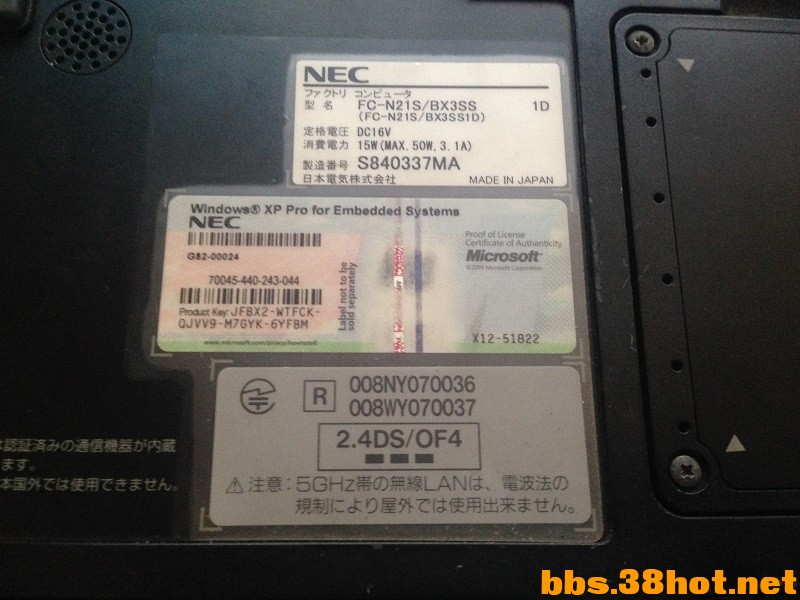 NEC
ファクトリ コンピュータ
型 名 FC-N21S/BX3SS 1D
(FC-N21S/BX3SS1D)
定格電圧 DC16V
消費電力 15W(MAX.50W,3.1A)
製造番号 S840337MA
日本電気株式会社 MADE IN JAPAN
Windows® XP Pro for Embedded Systems
NEC
G82-00024
70045-440-243-044
Product Key: JFBX2-WTFCK-
QJVV9-M7GYK-6YFBM
www.microsoft.com/piracy/howtotell
Label not to be
sold separately
Proof of License
Certificate of Authenticity
Microsoft®
©2005 Microsoft Corporation
X12-51822
R 008NY070036
008WY070037
2.4DS/OF4
注意:5GHz帯の無線LANは、電波法の
規制により屋外では使用出来ません。
認証済みの通信機器が内蔵
ます。
本国外では使用できません。
bbs.38hot.net